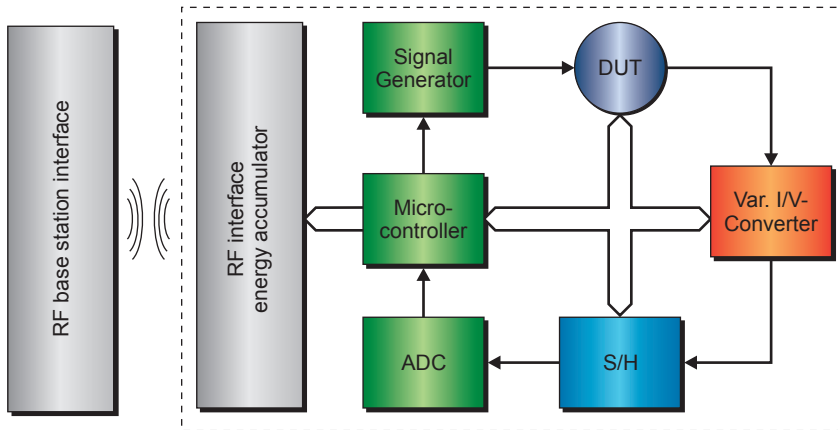 RF base station interface
RF interface
energy accumulator
Signal
Generator
DUT
Micro-
controller
Var. I/V-
Converter
ADC
S/H